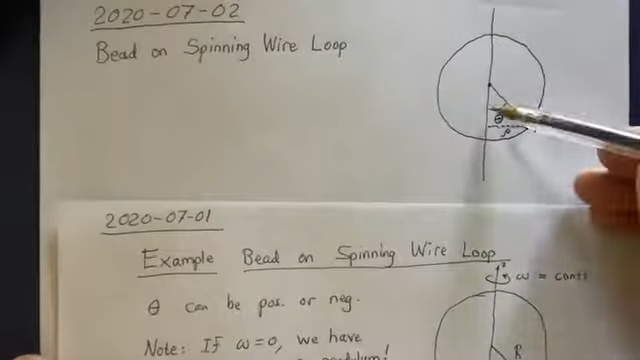 2020-07-02
Bead on Spinning Wire Loop
θ
ρ
2020-07-01
Example Bead on Spinning Wire Loop
z
ω = const
θ can be pos. or neg.
Note: If ω=0, we have
R
pendulum!